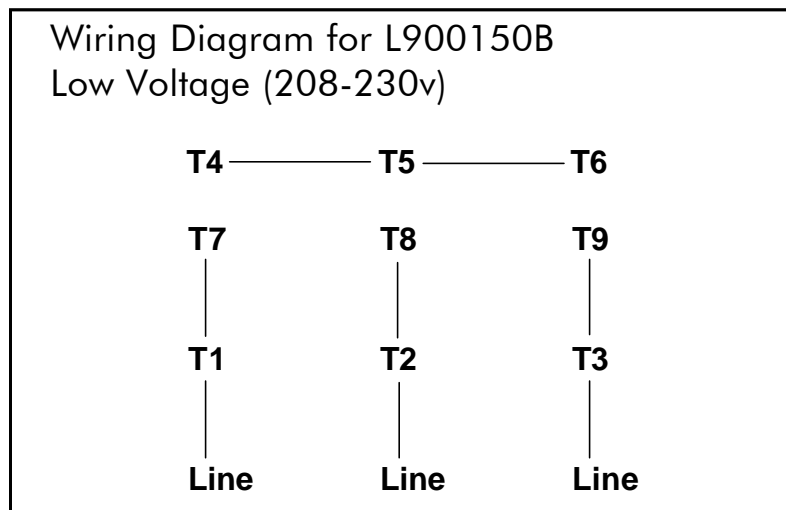 Wiring Diagram for L900150B
Low Voltage (208-230v)
T4 T5 T6
T7 T8 T9
T1 T2 T3
Line Line Line